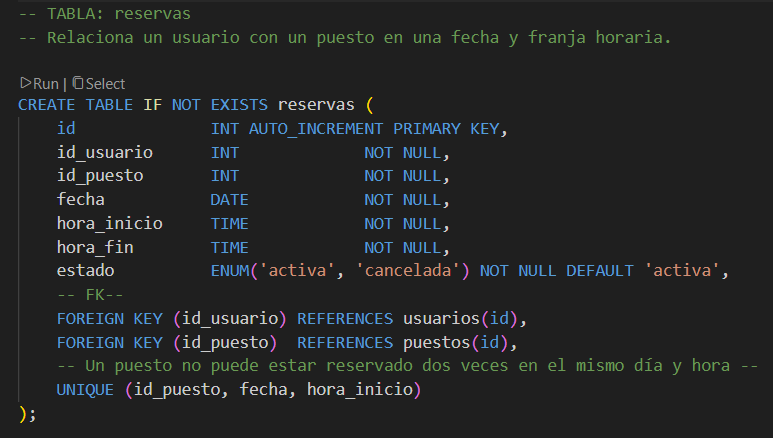 -- TABLA: reservas
-- Relaciona un usuario con un puesto en una fecha y franja horaria.
Run | Select
CREATE TABLE IF NOT EXISTS reservas (
    id              INT AUTO_INCREMENT PRIMARY KEY,
    id_usuario      INT             NOT NULL,
    id_puesto       INT             NOT NULL,
    fecha           DATE            NOT NULL,
    hora_inicio     TIME            NOT NULL,
    hora_fin        TIME            NOT NULL,
    estado          ENUM('activa', 'cancelada') NOT NULL DEFAULT 'activa',
    -- FK--
    FOREIGN KEY (id_usuario) REFERENCES usuarios(id),
    FOREIGN KEY (id_puesto)  REFERENCES puestos(id),
    -- Un puesto no puede estar reservado dos veces en el mismo día y hora --
    UNIQUE (id_puesto, fecha, hora_inicio)
);